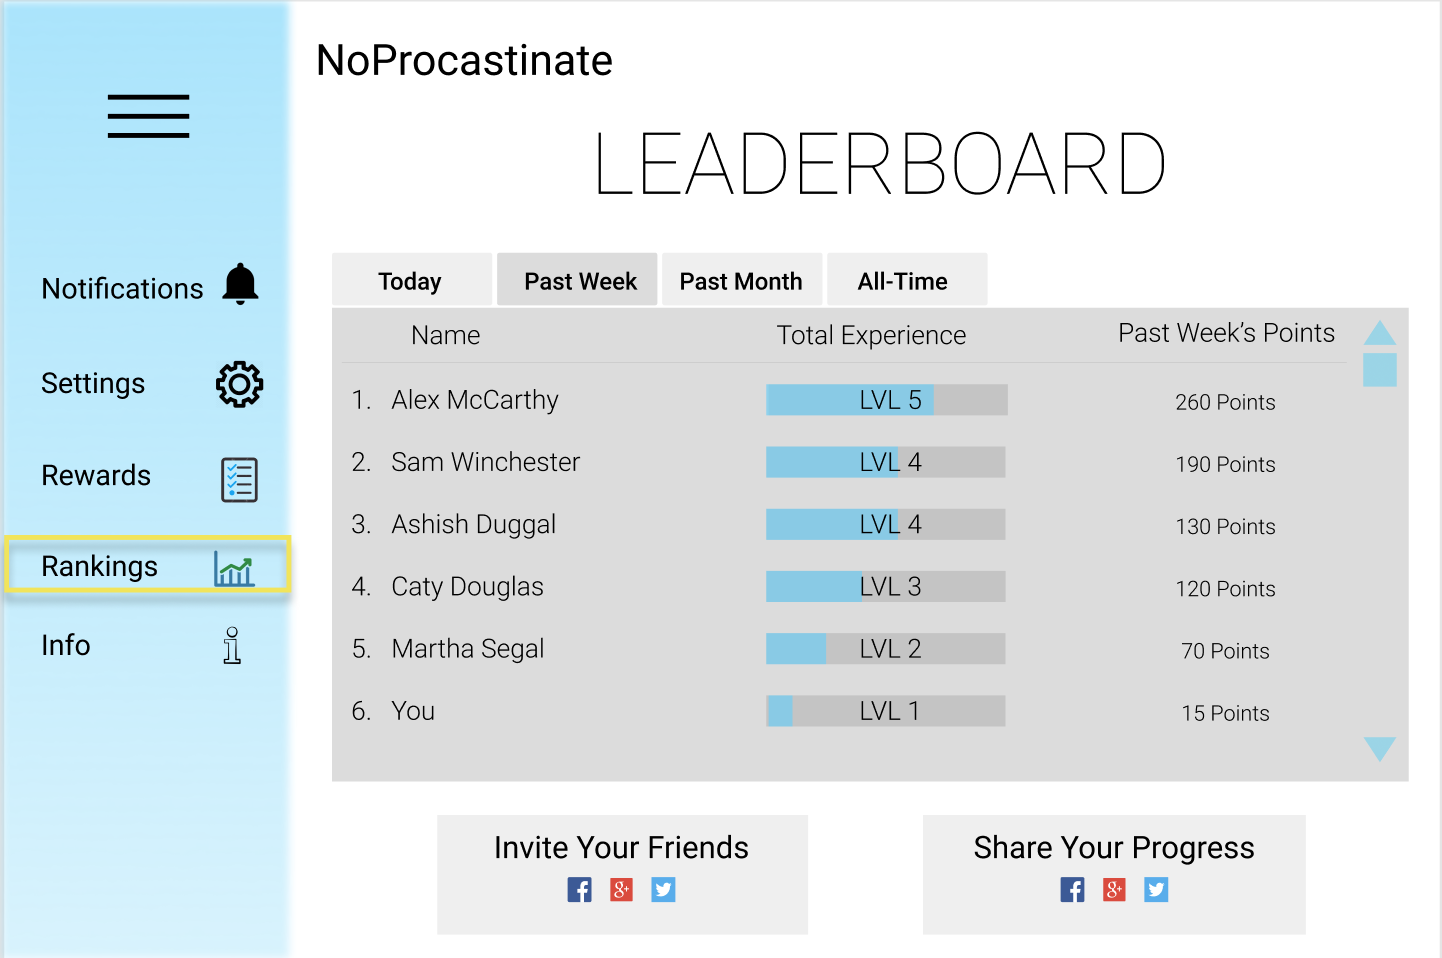 NoProcastinate
LEADERBOARD
Notifications
Settings
Rewards
Rankings
Info
Today Past Week Past Month All-Time
Name Total Experience Past Week’s Points
1. Alex McCarthy LVL 5 260 Points
2. Sam Winchester LVL 4 190 Points
3. Ashish Duggal LVL 4 130 Points
4. Caty Douglas LVL 3 120 Points
5. Martha Segal LVL 2 70 Points
6. You LVL 1 15 Points
Invite Your Friends
f g+
Share Your Progress
f g+